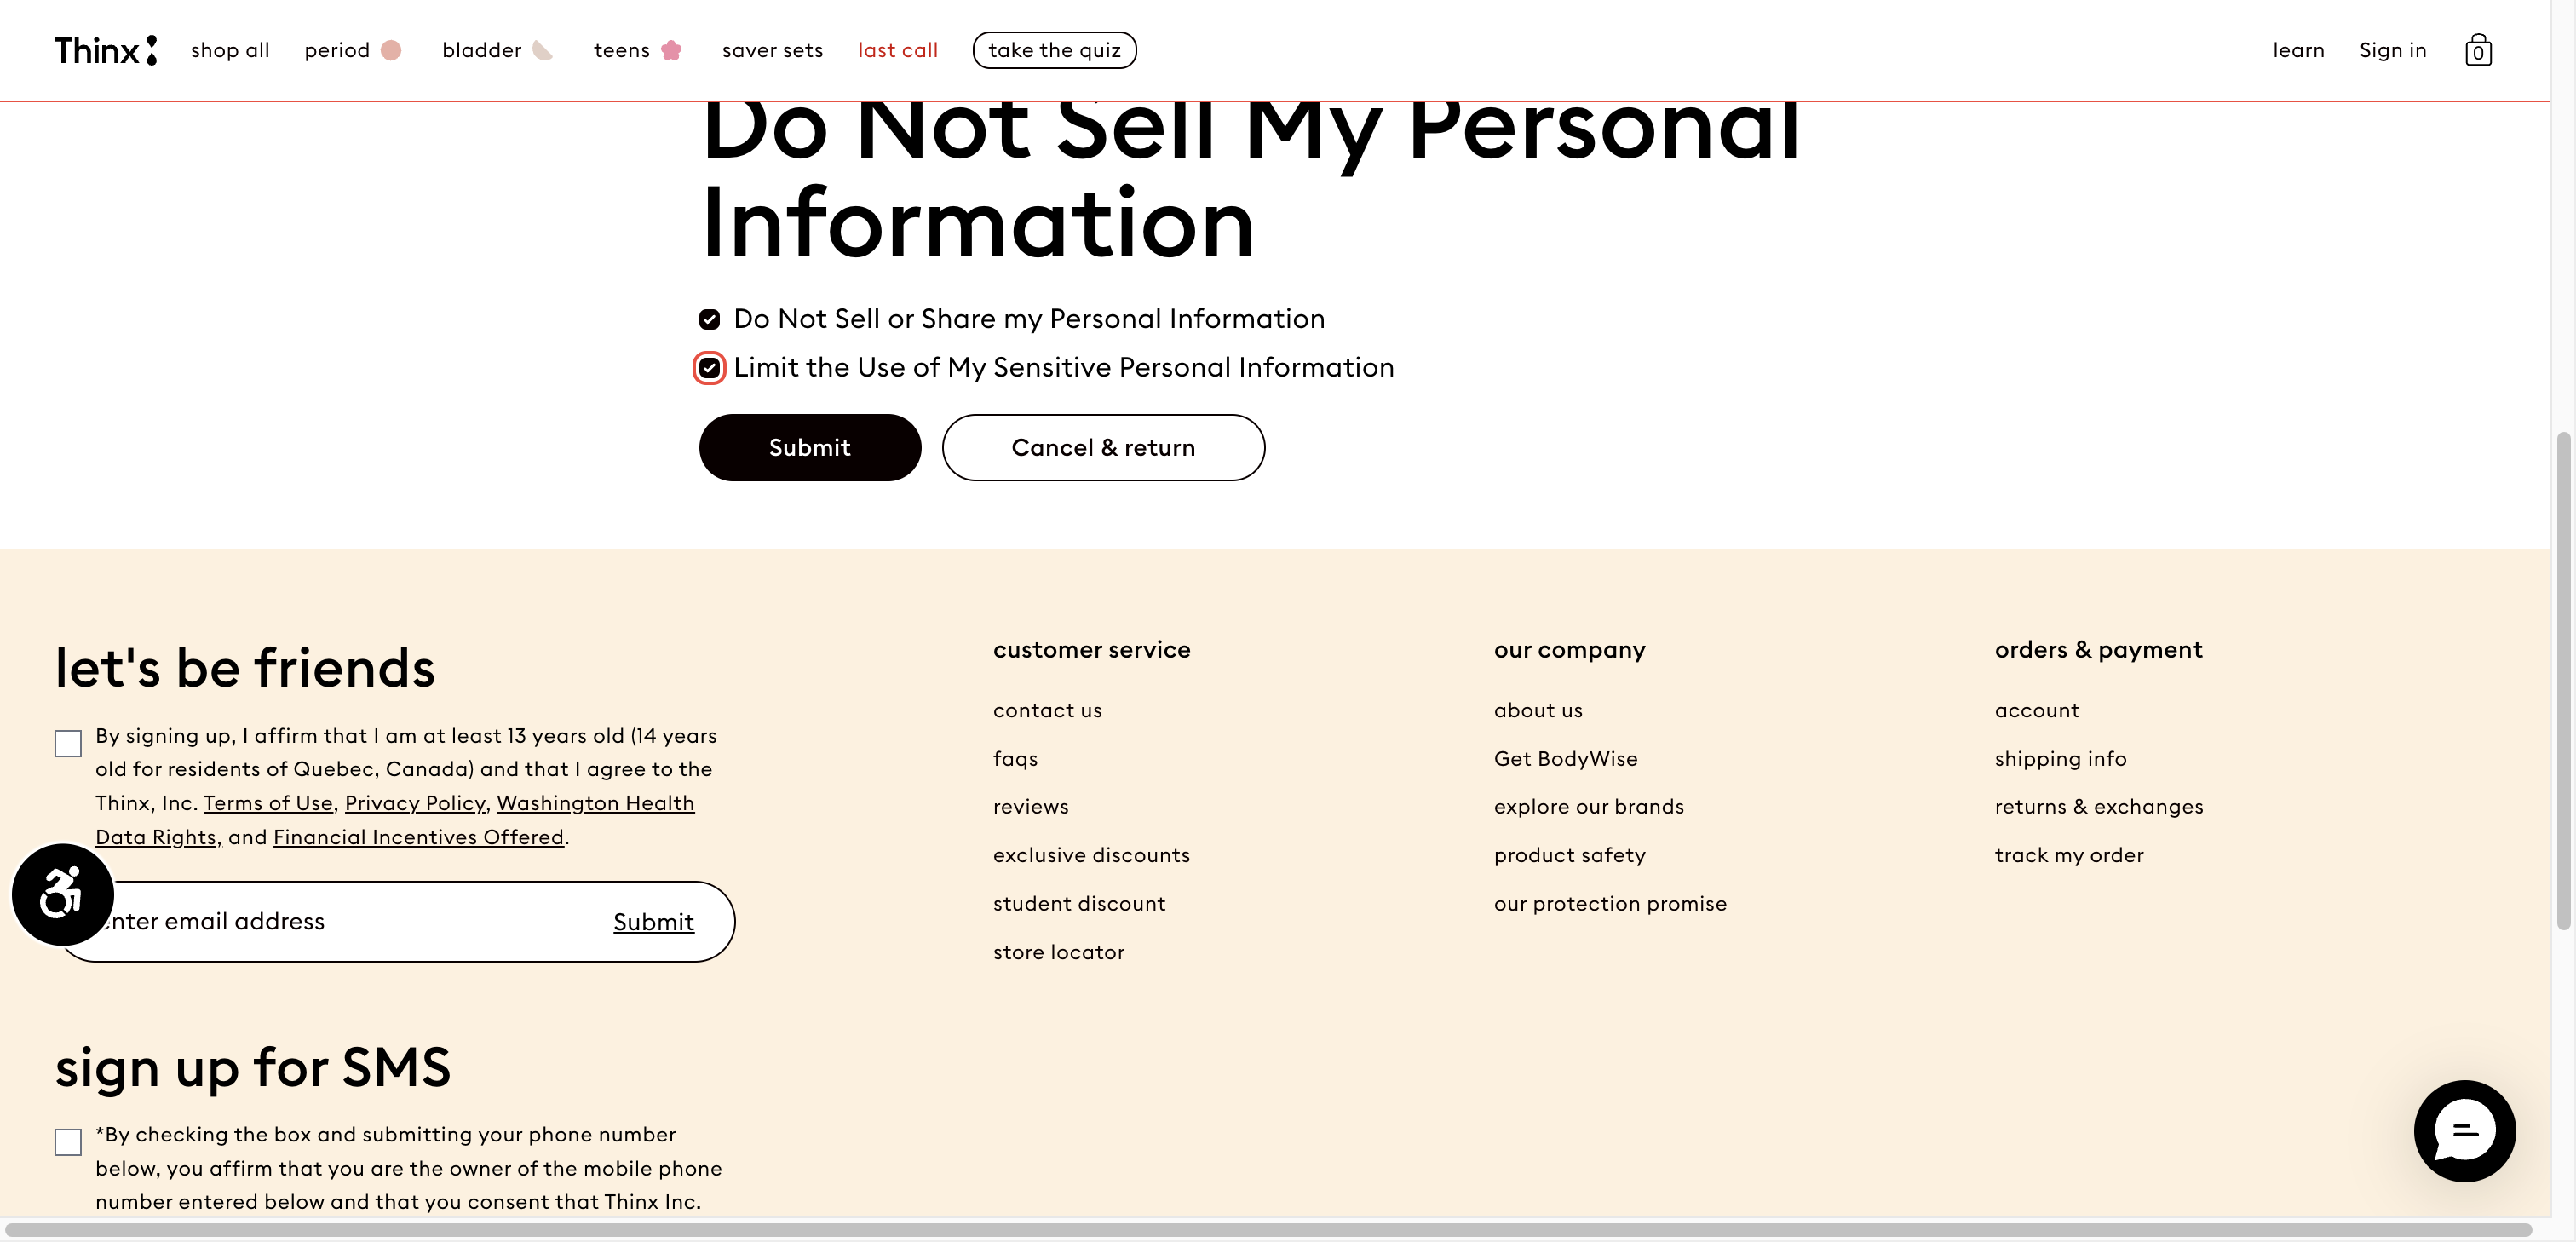 Thinx
shop all
period
bladder
teens
saver sets
last call
take the quiz
learn
Sign in
0
Do Not Sell My Personal
Information
Do Not Sell or Share my Personal Information
Limit the Use of My Sensitive Personal Information
Submit
Cancel & return
let's be friends
By signing up, I affirm that I am at least 13 years old (14 years
old for residents of Quebec, Canada) and that I agree to the
Thinx, Inc. Terms of Use, Privacy Policy, Washington Health
Data Rights, and Financial Incentives Offered.
enter email address
Submit
sign up for SMS
*By checking the box and submitting your phone number
below, you affirm that you are the owner of the mobile phone
number entered below and that you consent that Thinx Inc.
customer service
contact us
faqs
reviews
exclusive discounts
student discount
store locator
our company
about us
Get BodyWise
explore our brands
product safety
our protection promise
orders & payment
account
shipping info
returns & exchanges
track my order